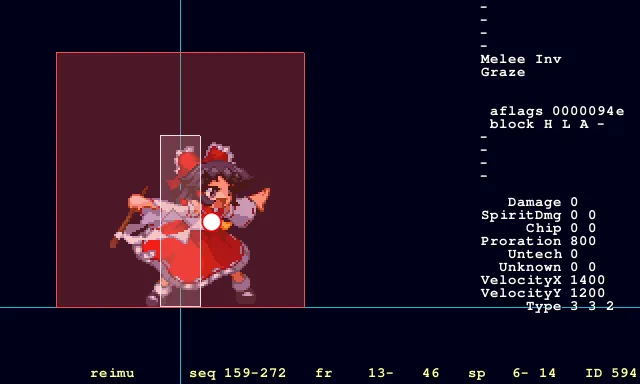 -
-
-
-
Melee Inv
Graze
aflags 0000094e
block H L A -
-
-
-
-
Damage 0
SpiritDmg 0 0
Chip 0 0
Proration 800
Untech 0
Unknown 0 0
VelocityX 1400
VelocityY 1200
Type 3 3 2
reimu seq 159-272 fr 13- 46 sp 6- 14 ID 594